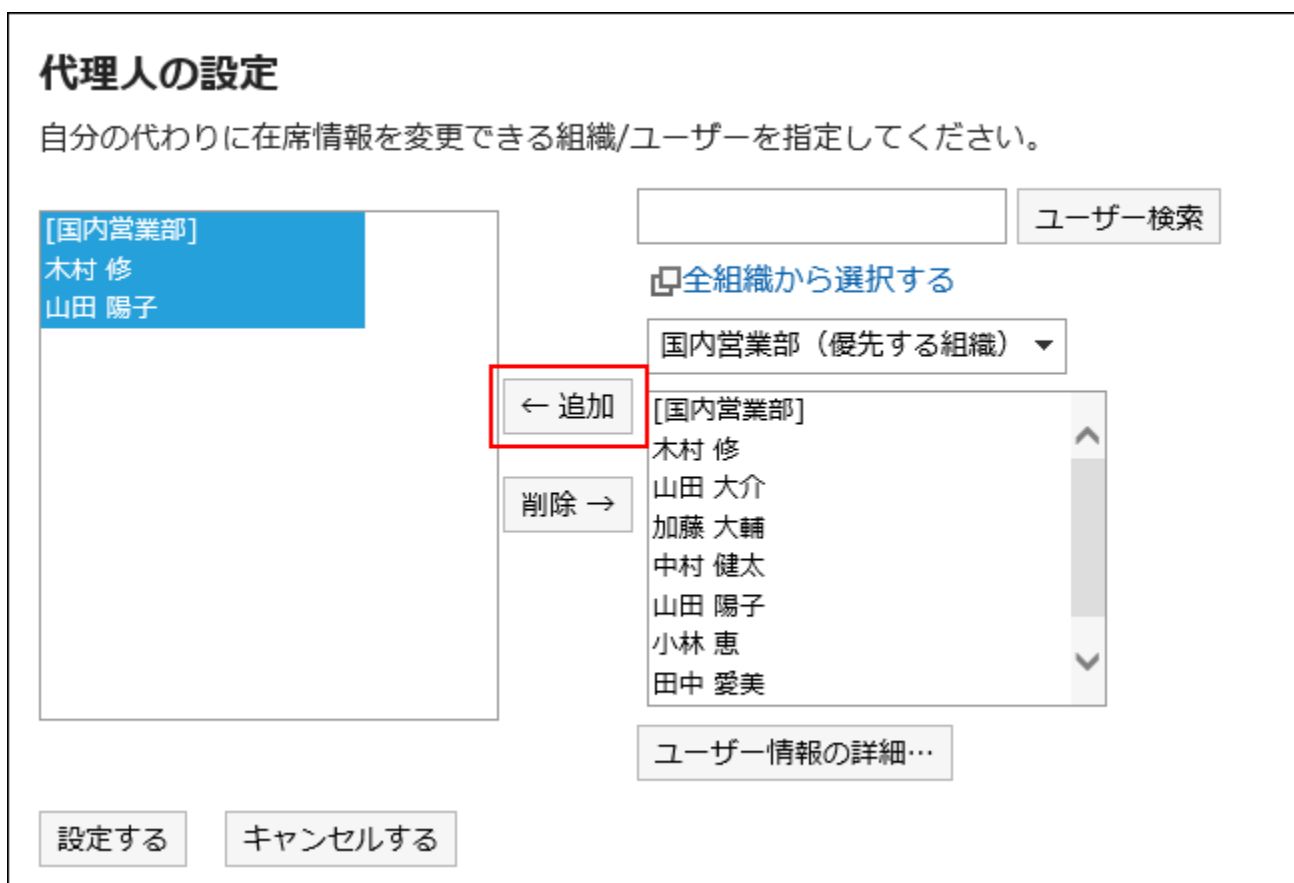 代理人の設定
自分の代わりに在席情報を変更できる組織/ユーザーを指定してください。
[国内営業部]
木村 修
山田 陽子
← 追加
削除 →
ユーザー検索
全組織から選択する
国内営業部（優先する組織）
[国内営業部]
木村 修
山田 大介
加藤 大輔
中村 健太
山田 陽子
小林 恵
田中 愛美
ユーザー情報の詳細…
設定する
キャンセルする